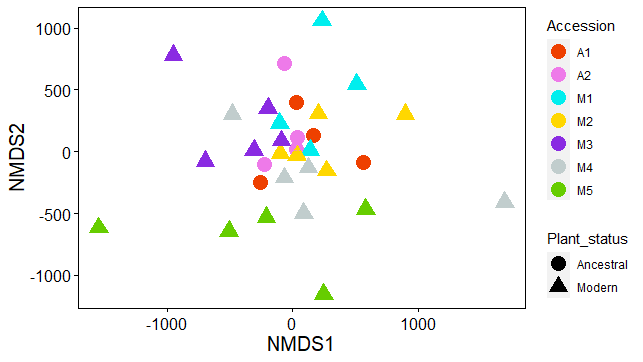 1000
500
0
-500
-1000
NMDS2
-1000
0
1000
NMDS1
Accession
A1
A2
M1
M2
M3
M4
M5
Plant_status
Ancestral
Modern